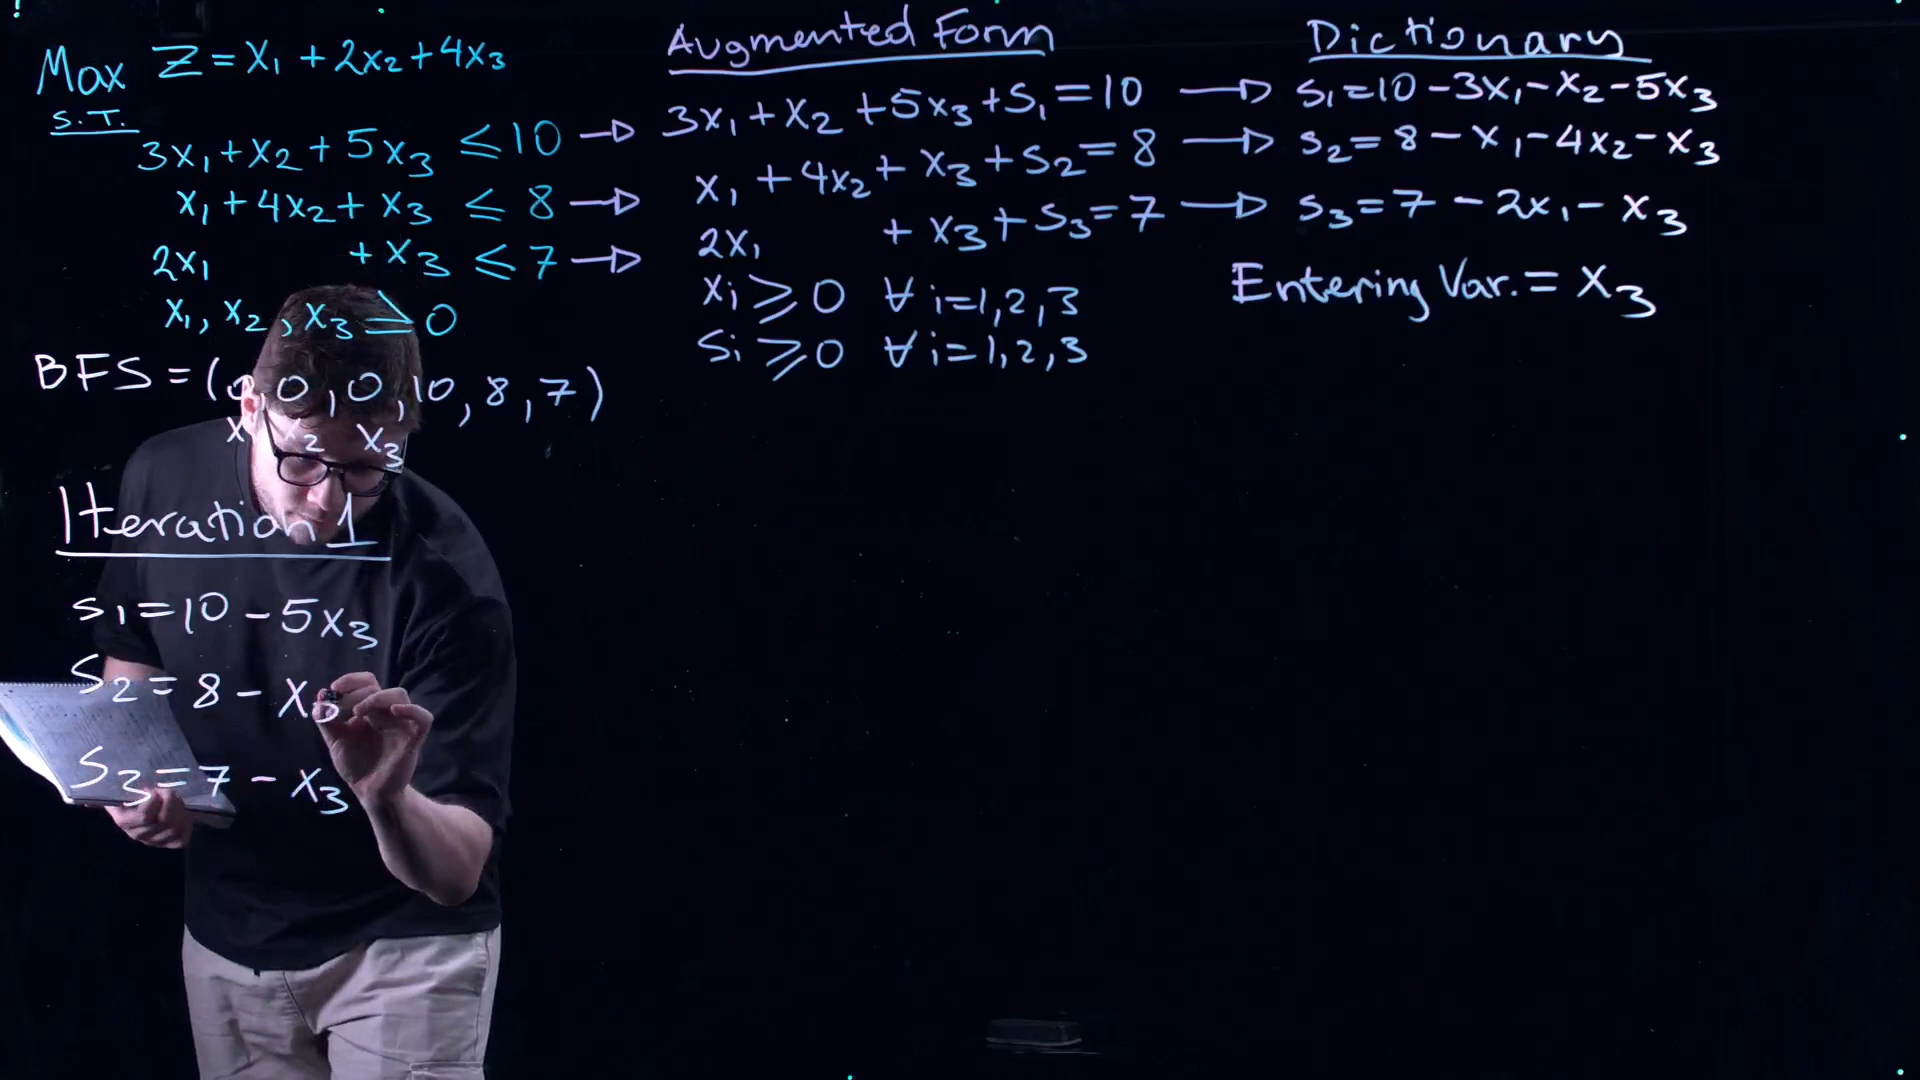 Max Z = x₁ + 2x₂ + 4x₃
S.T.
3x₁ + x₂ + 5x₃ ≤ 10 →
x₁ + 4x₂ + x₃ ≤ 8 →
2x₁ + x₃ ≤ 7 →
x₁, x₂, x₃ ≥ 0
BFS = (0, 0, 0, 10, 8, 7)
x x₂ x₃
Iteration 1
s₁ = 10 - 5x₃
S₂ = 8 - x₃
S₃ = 7 - x₃
Augmented Form
3x₁ + x₂ + 5x₃ + S₁ = 10 →
x₁ + 4x₂ + x₃ + S₂ = 8 →
2x₁ + x₃ + S₃ = 7 →
xi ≥ 0 ∀ i=1,2,3
Si ≥ 0 ∀ i=1,2,3
Dictionary
s₁ = 10 - 3x₁ - x₂ - 5x₃
s₂ = 8 - x₁ - 4x₂ - x₃
s₃ = 7 - 2x₁ - x₃
Entering Var. = x₃